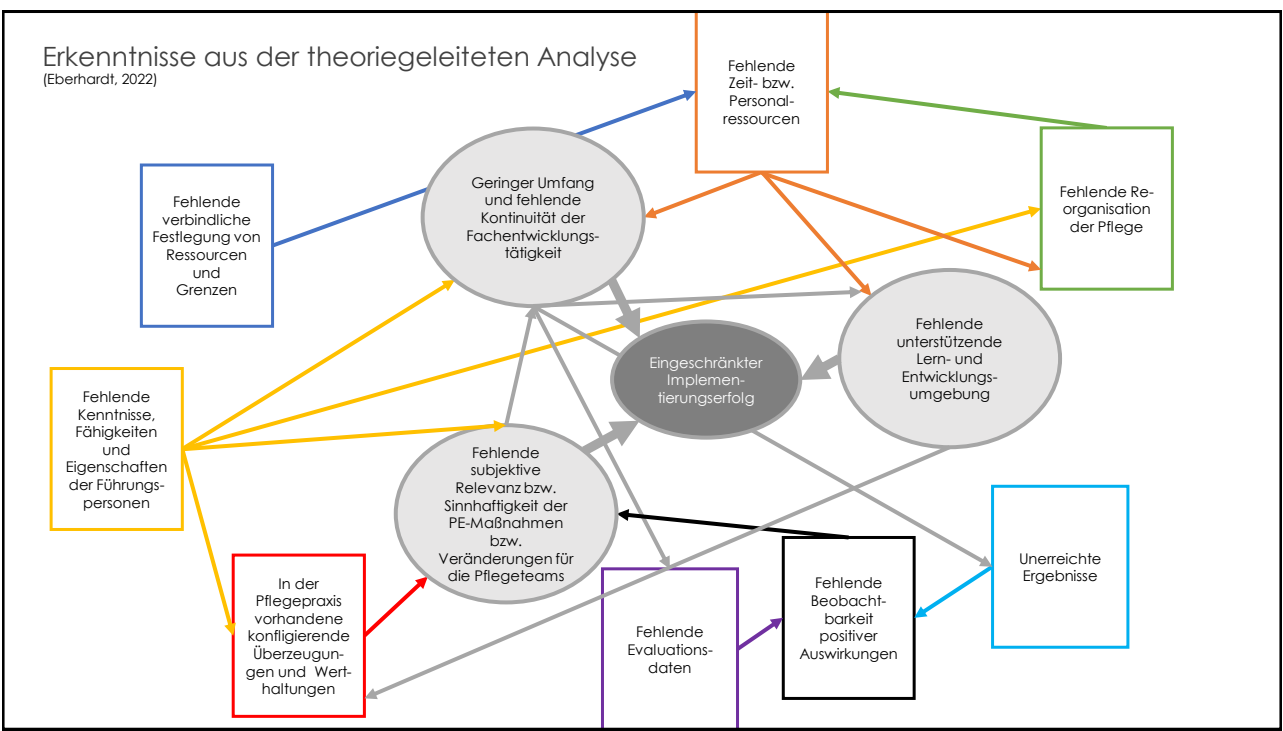 Erkenntnisse aus der theoriegeleiteten Analyse
(Eberhardt, 2022)
Fehlende
Zeit- bzw.
Personal-
ressourcen
Fehlende
verbindliche
Festlegung von
Ressourcen
und
Grenzen
Geringer Umfang
und fehlende
Kontinuität der
Fachentwicklungs-
tätigkeit
Fehlende Re-
organisation
der Pflege
Fehlende
unterstützende
Lern- und
Entwicklungs-
umgebung
Eingeschränkter
Implemen-
tierungserfolg
Fehlende
Kenntnisse,
Fähigkeiten
und
Eigenschaften
der Führungs-
personen
Fehlende
subjektive
Relevanz bzw.
Sinnhaftigkeit der
PE-Maßnahmen
bzw.
Veränderungen für
die Pflegeteams
In der
Pflegepraxis
vorhandene
konfligierende
Überzeugun-
gen und Wert-
haltungen
Fehlende
Evaluations-
daten
Fehlende
Beobacht-
barkeit
positiver
Auswirkungen
Unerreichte
Ergebnisse